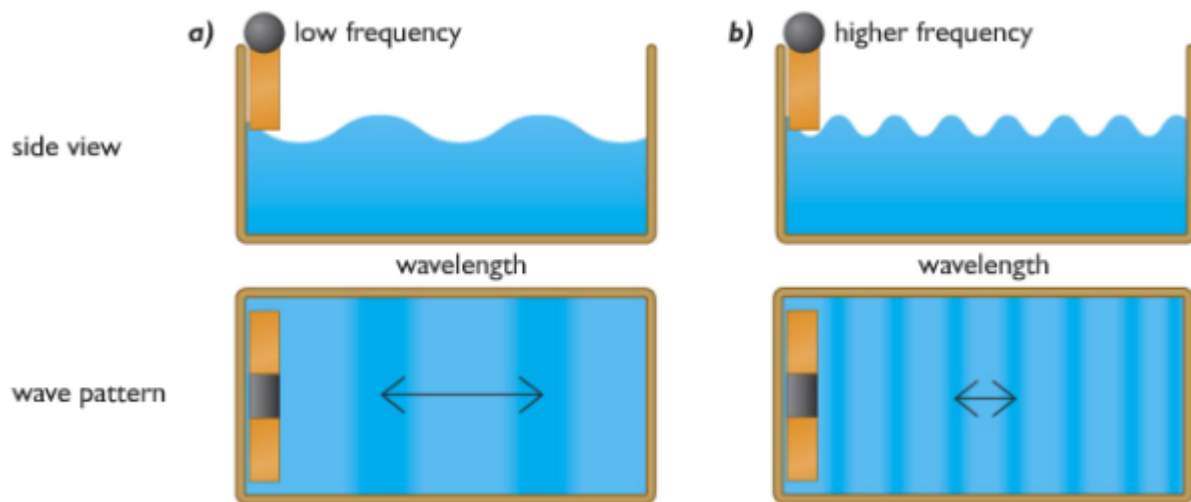 a) low frequency
b) higher frequency
side view
wavelength
wavelength
wave pattern